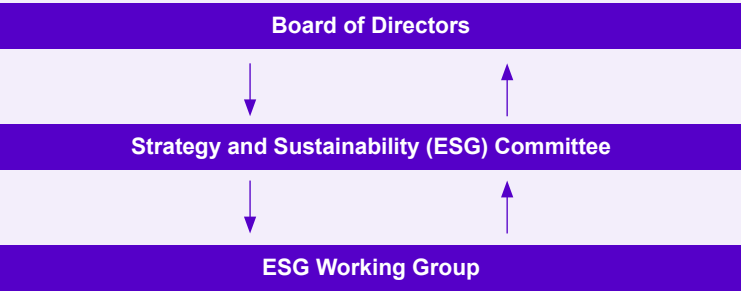 Board of Directors
Strategy and Sustainability (ESG) Committee
ESG Working Group